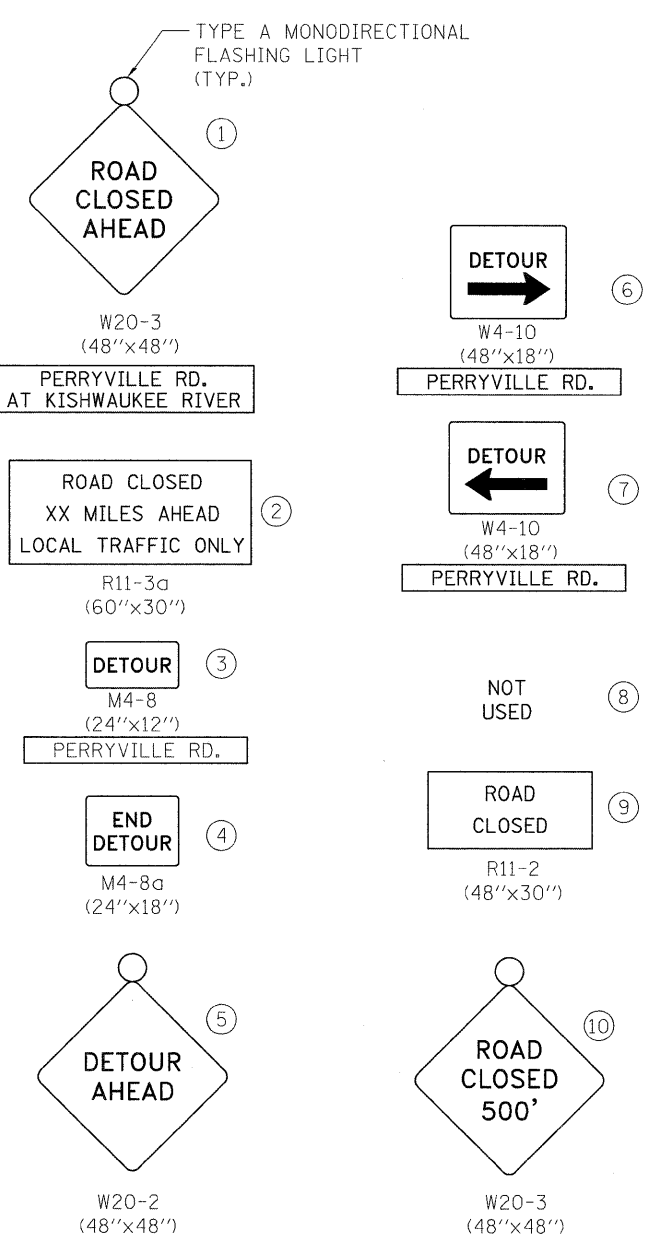 TYPE A MONODIRECTIONAL
FLASHING LIGHT
(TYP.)
1
ROAD
CLOSED
AHEAD
W20-3
(48''x48'')
PERRYVILLE RD.
AT KISHWAUKEE RIVER
2
ROAD CLOSED
XX MILES AHEAD
LOCAL TRAFFIC ONLY
R11-3a
(60''x30'')
3
DETOUR
M4-8
(24''x12'')
PERRYVILLE RD.
4
END
DETOUR
M4-8a
(24''x18'')
5
DETOUR
AHEAD
W20-2
(48''x48'')
6
DETOUR
W4-10
(48''x18'')
PERRYVILLE RD.
7
DETOUR
W4-10
(48''x18'')
PERRYVILLE RD.
8
NOT
USED
9
ROAD
CLOSED
R11-2
(48''x30'')
10
ROAD
CLOSED
500'
W20-3
(48''x48'')